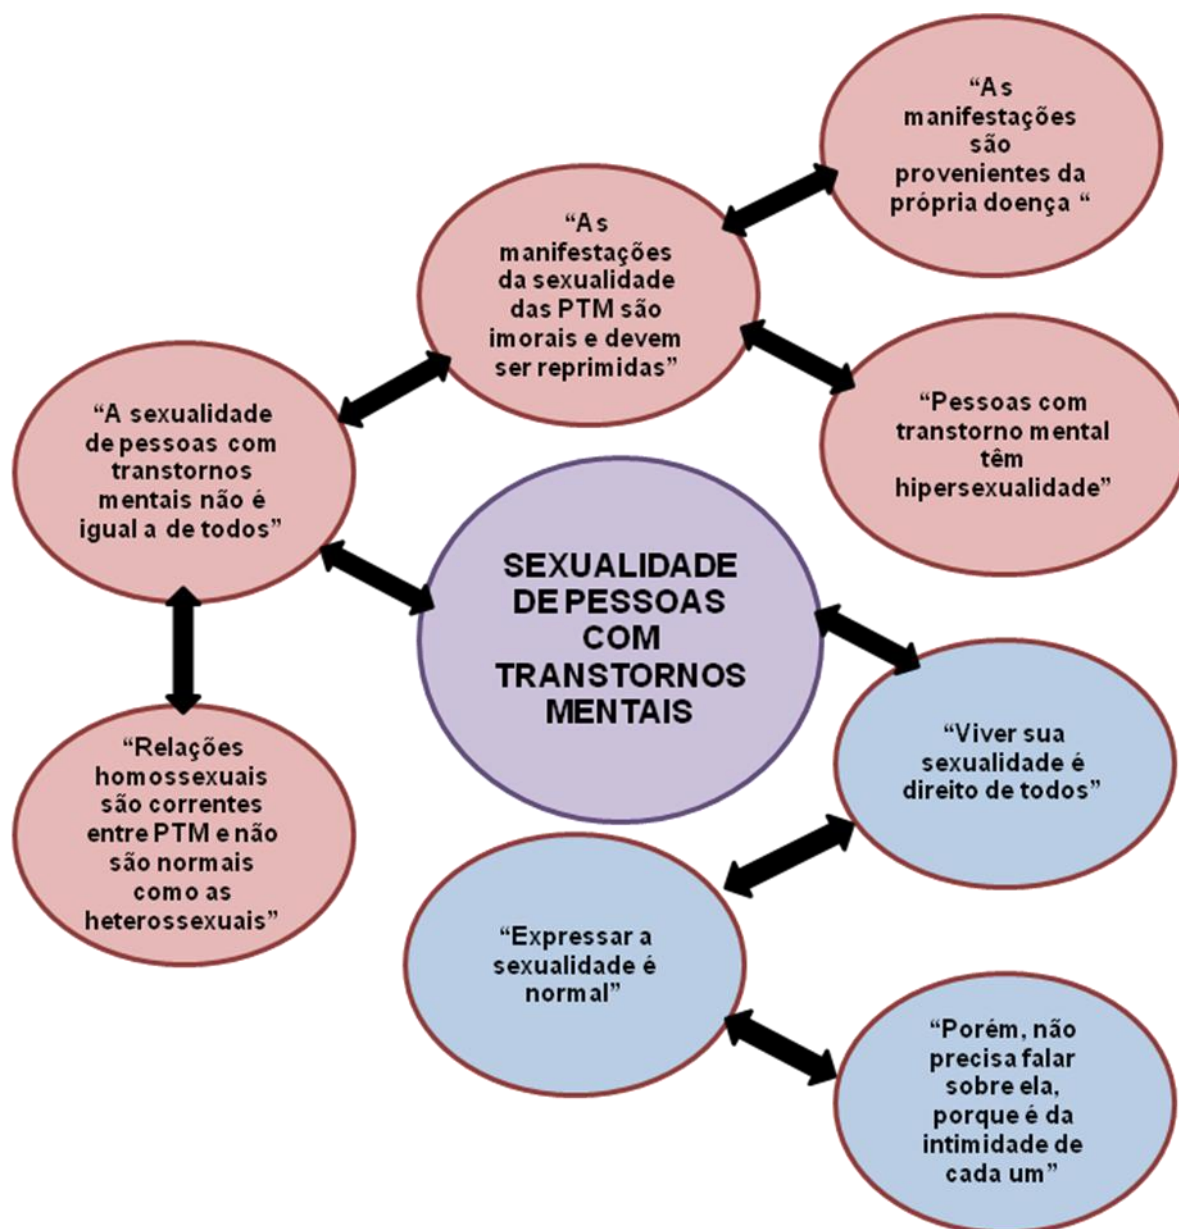 “As
manifestações
são
provenientes da
própria doença “
“As
manifestações
da sexualidade
das PTM são
imorais e devem
ser reprimidas”
“Pessoas com
transtorno mental
têm
hipersexualidade”
“A sexualidade
de pessoas com
transtornos
mentais não é
igual a de todos”
SEXUALIDADE
DE PESSOAS
COM
TRANSTORNOS
MENTAIS
“Relações
homossexuais
são correntes
entre PTM e não
são normais
como as
heterossexuais”
“Viver sua
sexualidade é
direito de todos”
“Expressar a
sexualidade é
normal”
“Porém, não
precisa falar
sobre ela,
porque é da
intimidade de
cada um”